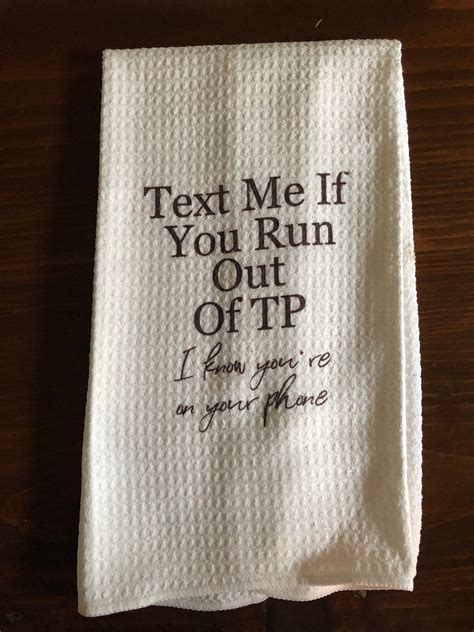 Text Me If
You Run
Out
Of TP
I know you're
on your phone